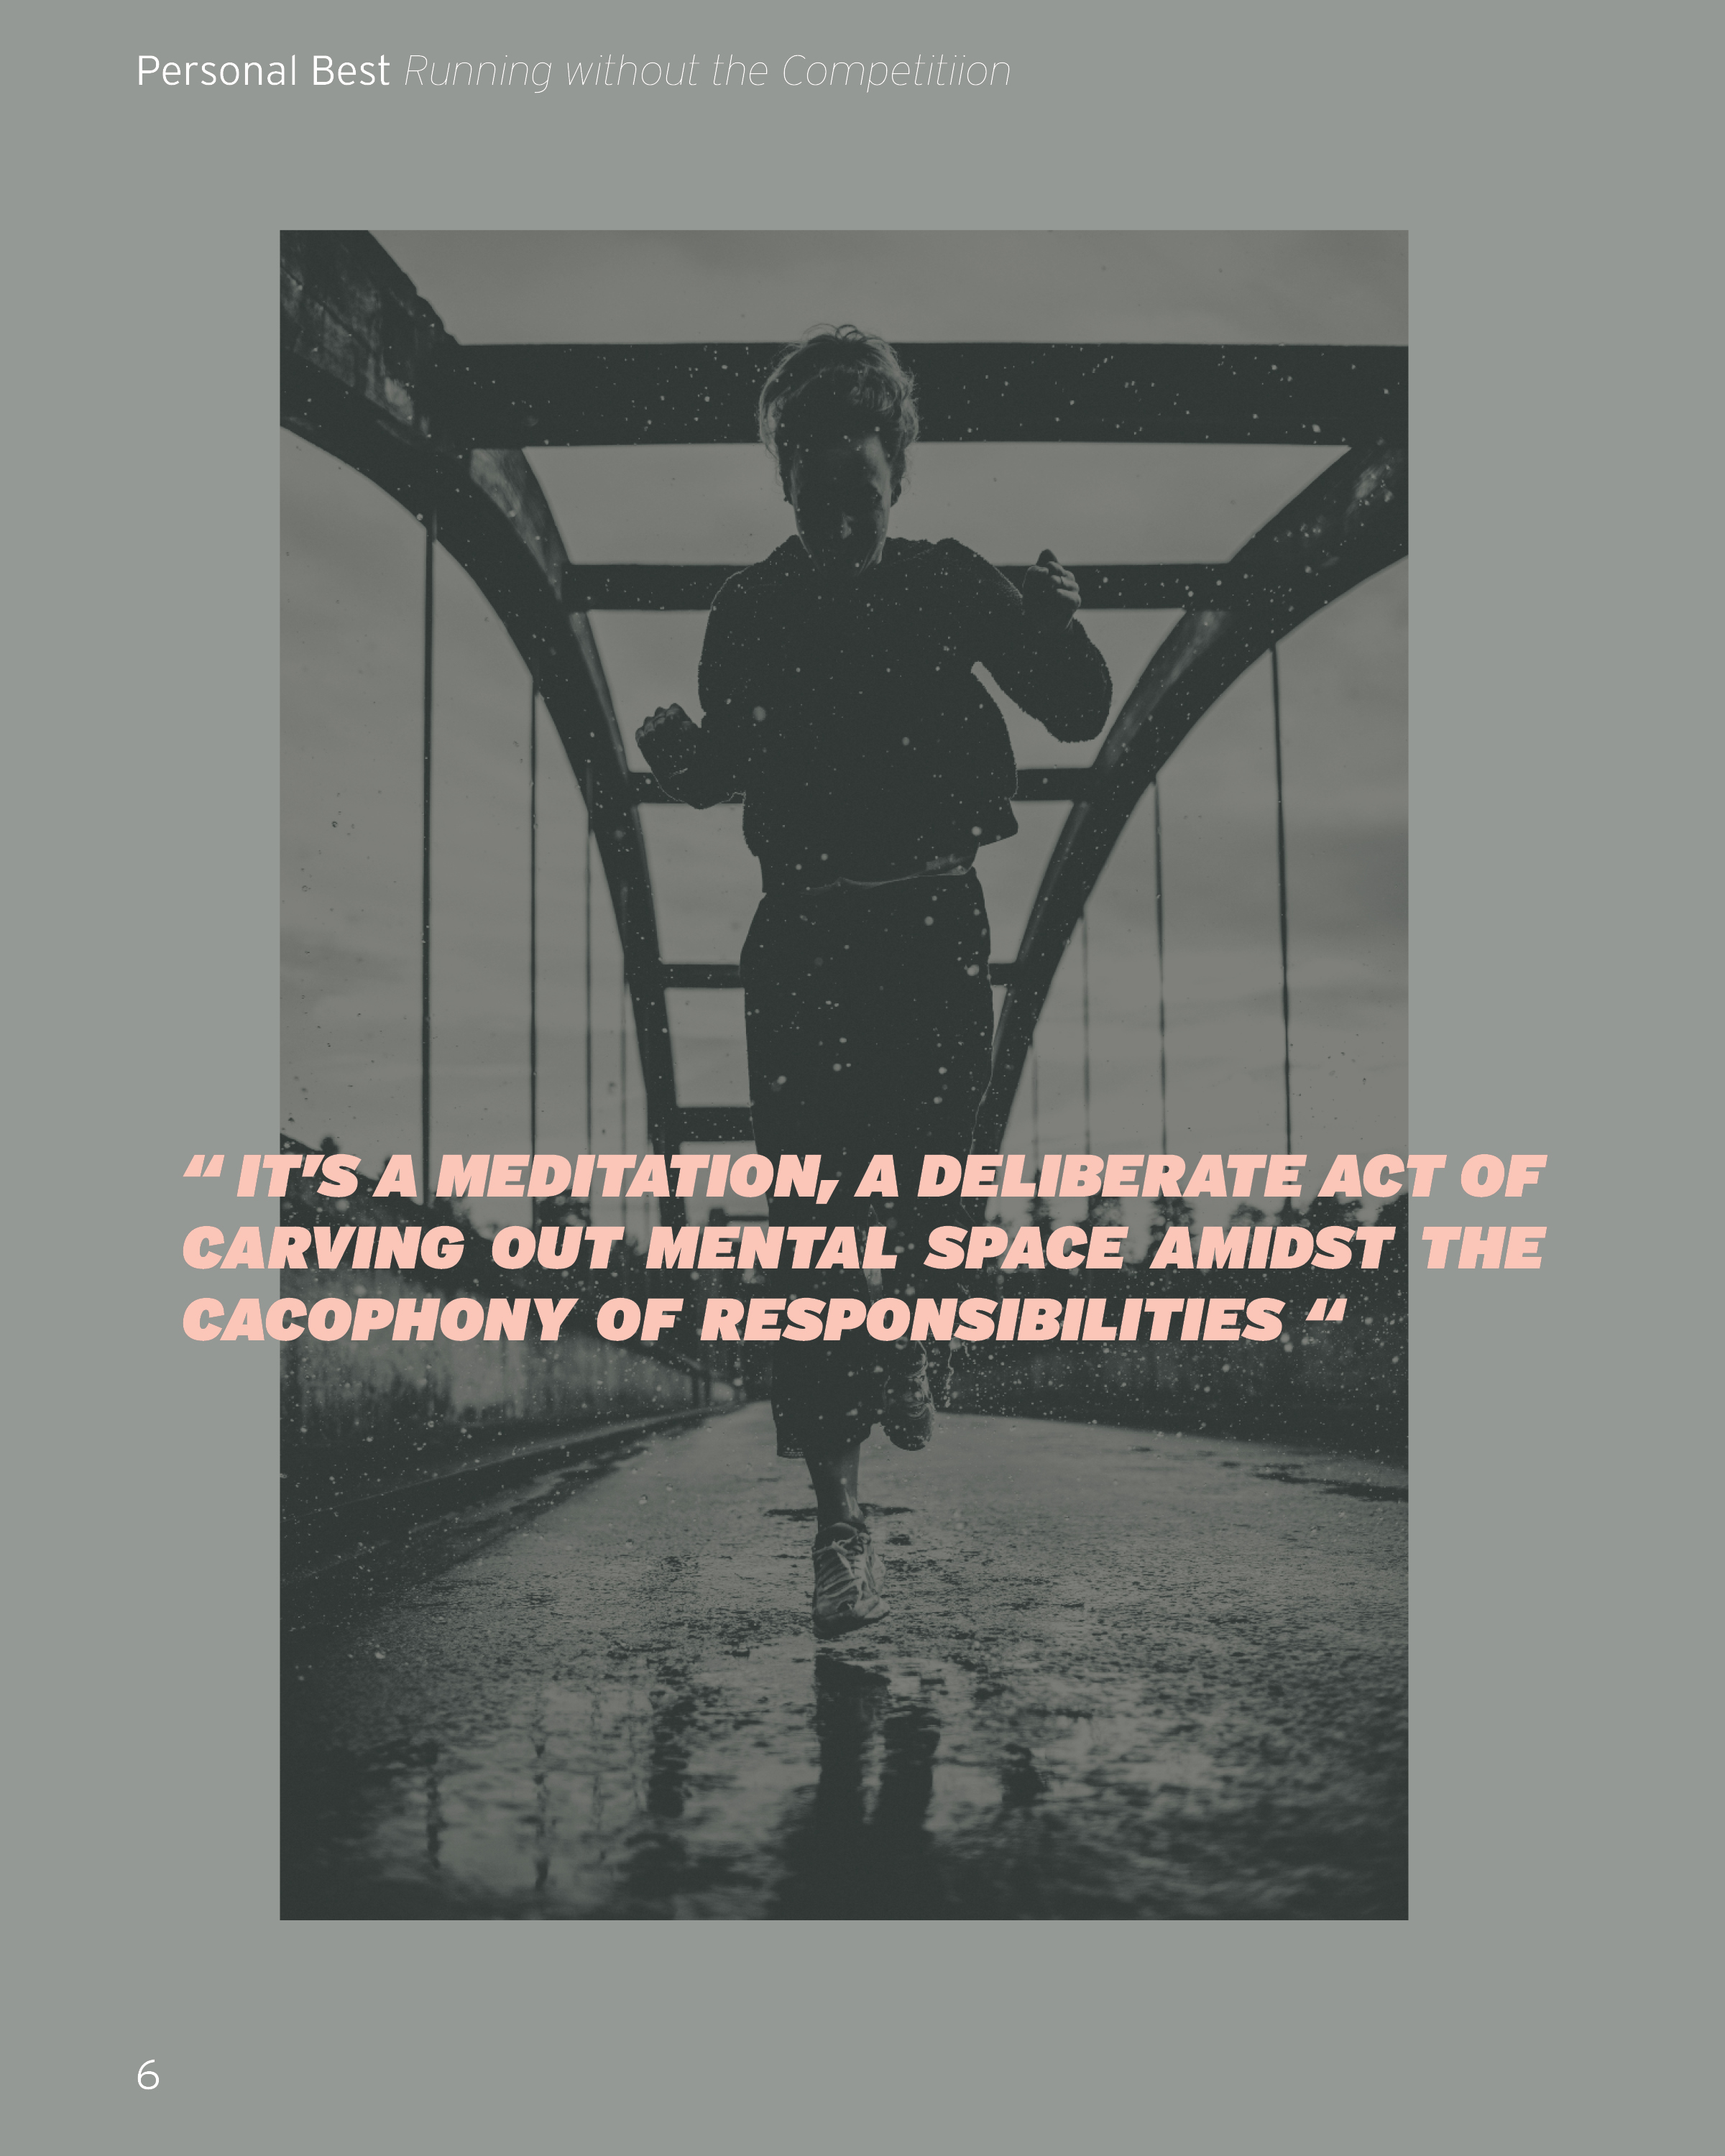 Personal Best Running without the Competitiion
“ IT’S A MEDITATION, A DELIBERATE ACT OF
CARVING OUT MENTAL SPACE AMIDST THE
CACOPHONY OF RESPONSIBILITIES “
6